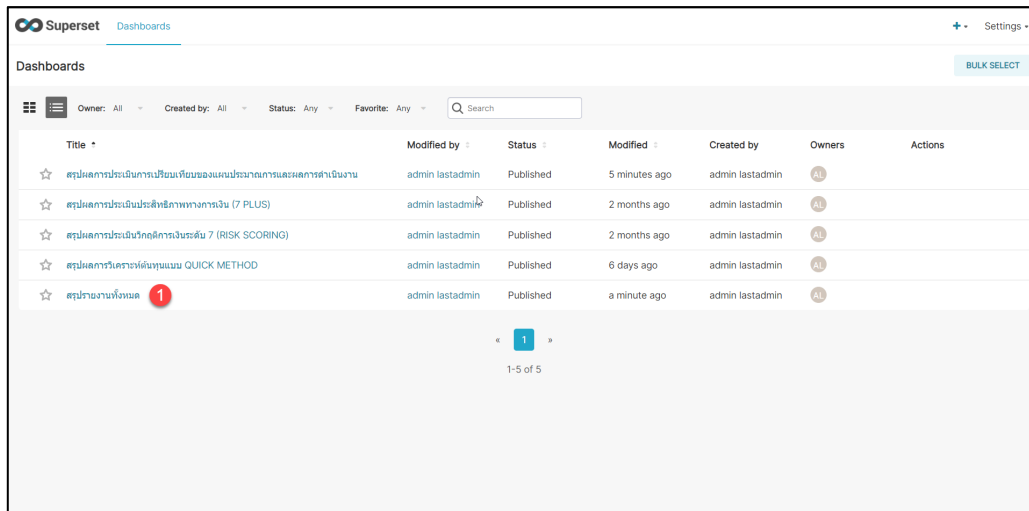 Superset Dashboards + Settings
Dashboards BULK SELECT
Owner: All Created by: All Status: Any Favorite: Any Search
Title Modified by Status Modified Created by Owners Actions
สรุปผลการประเมินการเปรียบเทียบของแผนประมาณการและผลการดำเนินงาน admin lastadmin Published 5 minutes ago admin lastadmin AL
สรุปผลการประเมินประสิทธิภาพทางการเงิน (7 PLUS) admin lastadmin Published 2 months ago admin lastadmin AL
สรุปผลการประเมินวิกฤติการเงินระดับ 7 (RISK SCORING) admin lastadmin Published 2 months ago admin lastadmin AL
สรุปผลการวิเคราะห์ต้นทุนแบบ QUICK METHOD admin lastadmin Published 6 days ago admin lastadmin AL
สรุปรายงานทั้งหมด 1 admin lastadmin Published a minute ago admin lastadmin AL
« 1 »
1-5 of 5